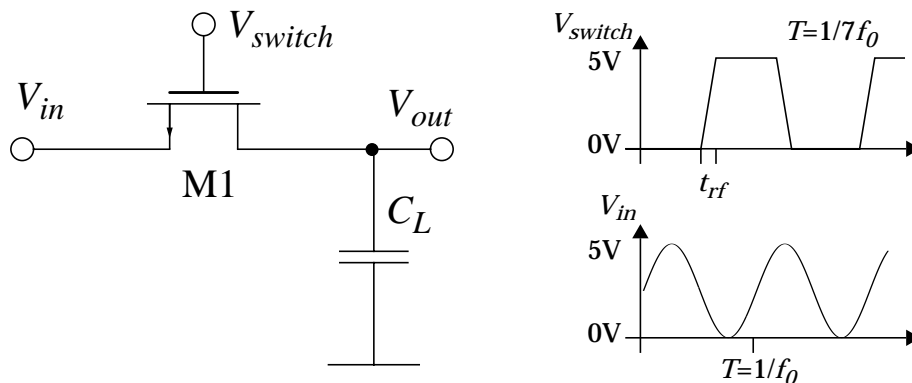 V_switch
V_in
V_out
M1
C_L
V_switch
T=1/7f_0
5V
0V
t_rf
V_in
5V
0V
T=1/f_0